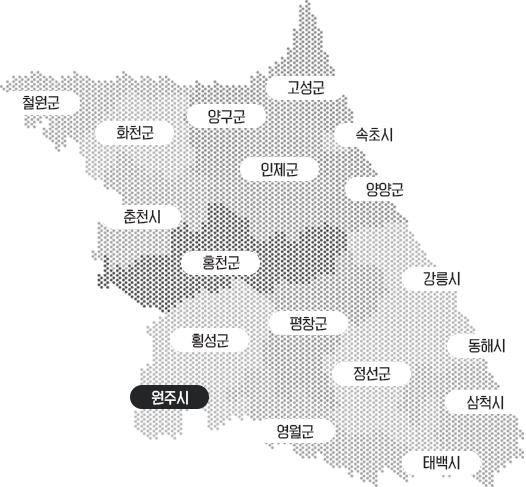 고성군
철원군
양구군
화천군
속초시
인제군
양양군
춘천시
홍천군
강릉시
평창군
횡성군
동해시
정선군
원주시
삼척시
영월군
태백시